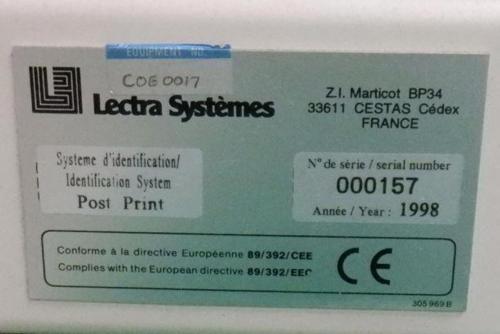 EQUIPMENT NO.
COE0017
Lectra Systèmes
Z.I. Marticot BP34
33611 CESTAS Cédex
FRANCE
Systeme d'identification/
Identification System
Post Print
N° de série / serial number
000157
Année / Year : 1998
Conforme à la directive Européenne 89/392/CEE
Complies with the European directive 89/392/EEC
CE
305 969 B